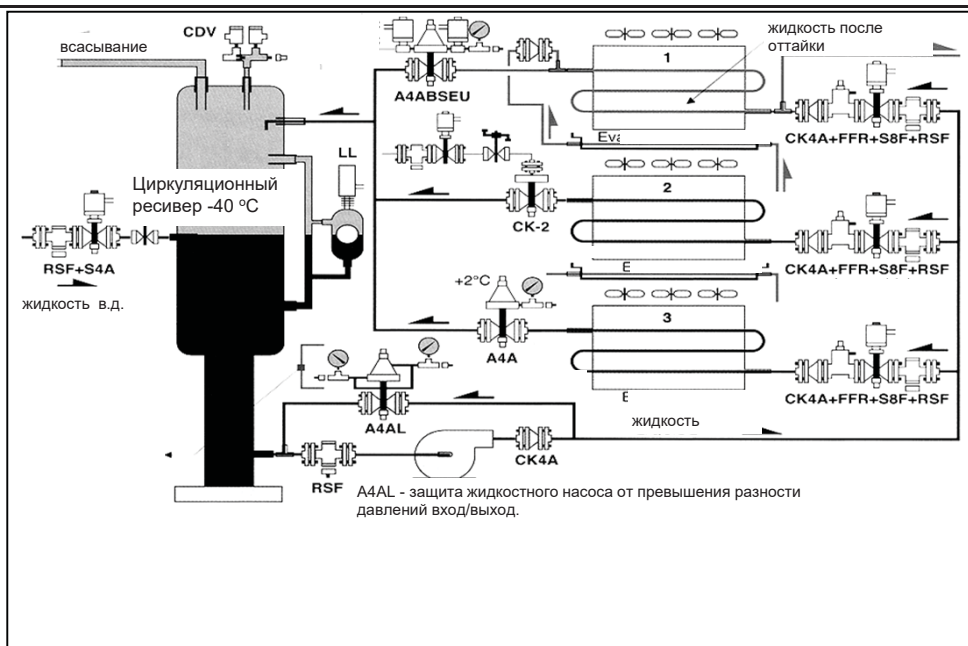 всасывание
CDV
жидкость после
оттайки
1
A4ABSEU
CK4A+FFR+S8F+RSF
Eva
LL
Циркуляционный
ресивер -40 °C
2
CK-2
CK4A+FFR+S8F+RSF
E
RSF+S4A
жидкость в.д.
+2°C
3
A4A
CK4A+FFR+S8F+RSF
A4AL
жидкость
CK4A
RSF
A4AL - защита жидкостного насоса от превышения разности
давлений вход/выход.